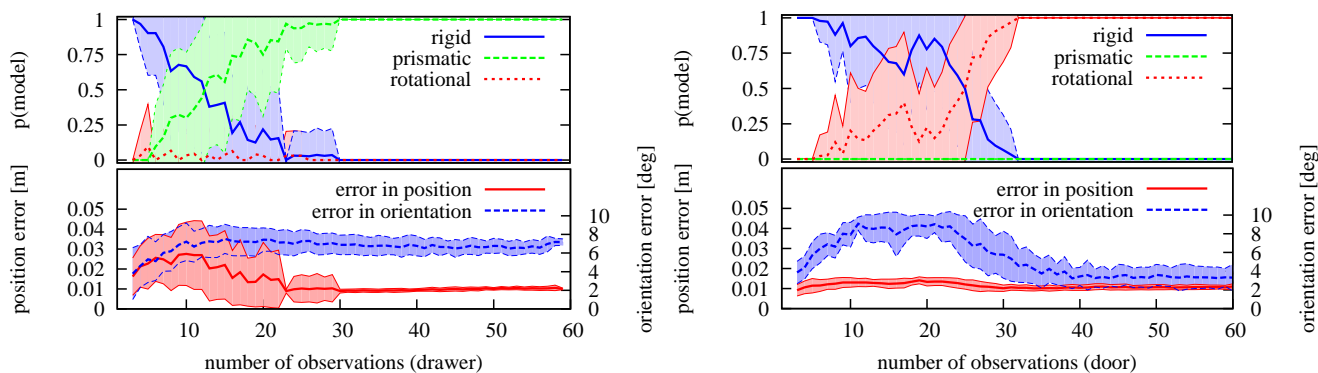 p(model)
1
0.75
0.5
0.25
0
rigid
prismatic
rotational
position error [m]
0.05
0.04
0.03
0.02
0.01
0
error in position
error in orientation
10
8
6
4
2
0
orientation error [deg]
10 20 30 40 50 60
number of observations (drawer)
p(model)
1
0.75
0.5
0.25
0
rigid
prismatic
rotational
position error [m]
0.05
0.04
0.03
0.02
0.01
0
error in position
error in orientation
10
8
6
4
2
0
orientation error [deg]
10 20 30 40 50 60
number of observations (door)